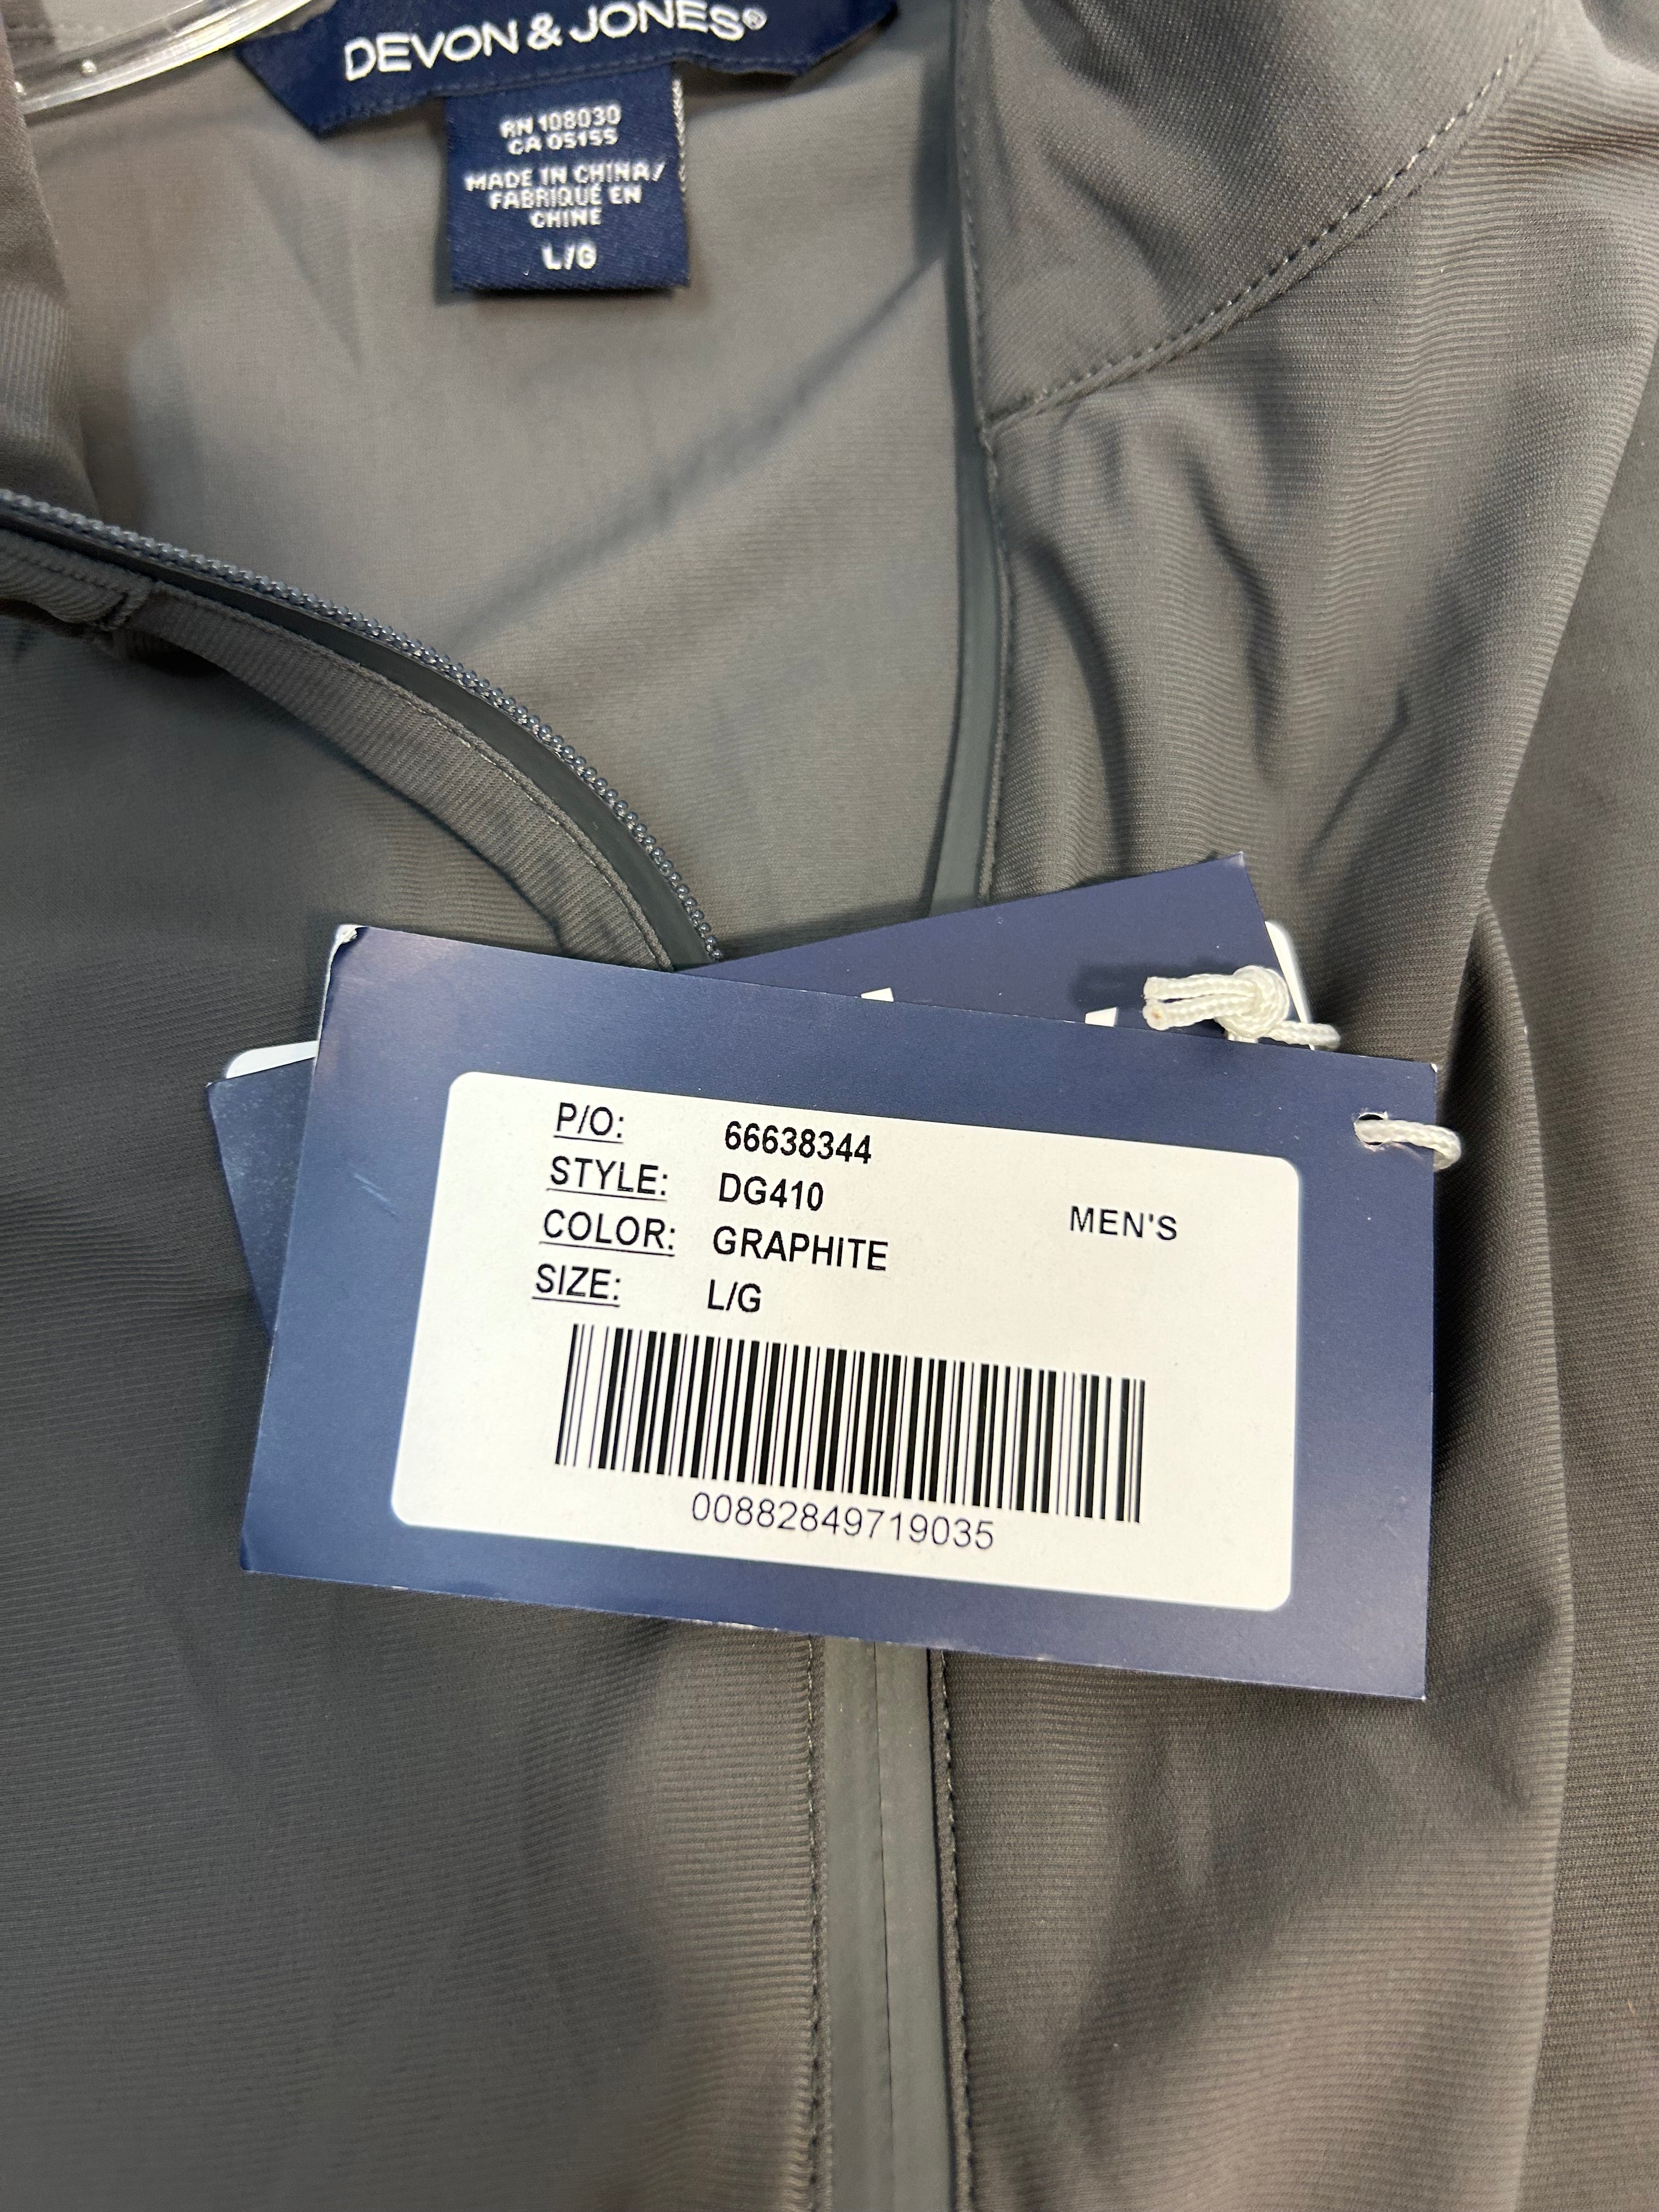 DEVON & JONES®
RN 108030
CA 05155
MADE IN CHINA/
FABRIQUÉ EN
CHINE
L/G
P/O: 66638344
STYLE: DG410
MEN'S
COLOR: GRAPHITE
SIZE: L/G
00882849719035